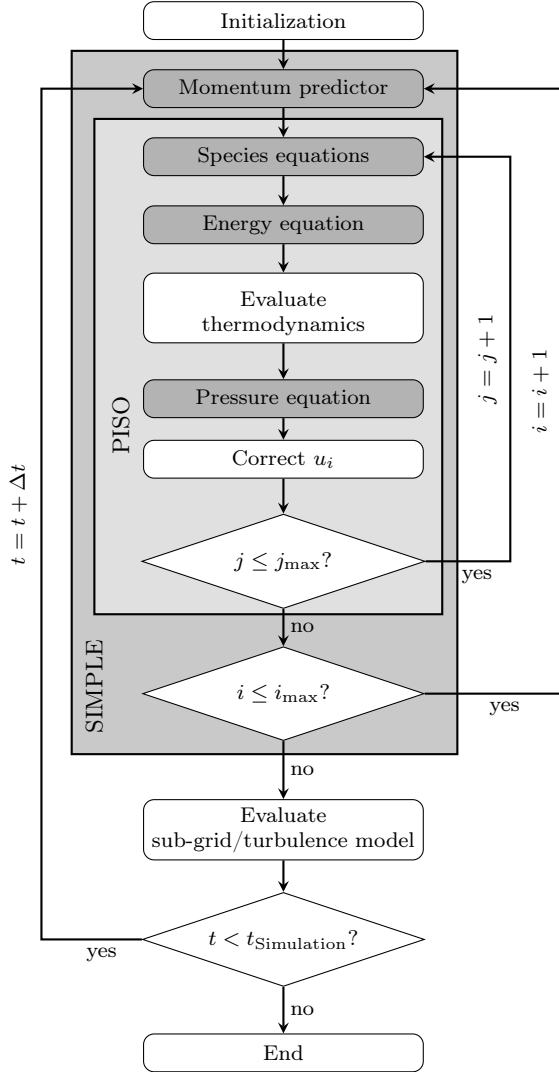 Initialization
Momentum predictor
Species equations
Energy equation
Evaluate
thermodynamics
Pressure equation
Correct u_i
j ≤ j_max?
yes
no
i ≤ i_max?
yes
no
Evaluate
sub-grid/turbulence model
t < t_Simulation?
yes
no
End
PISO
SIMPLE
t = t + Δt
j = j + 1
i = i + 1